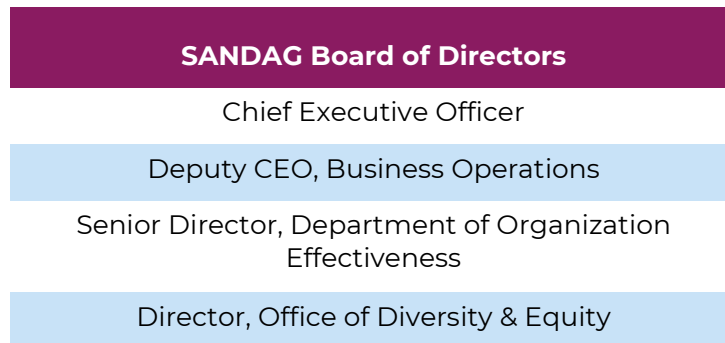 SANDAG Board of Directors
Chief Executive Officer
Deputy CEO, Business Operations
Senior Director, Department of Organization
Effectiveness
Director, Office of Diversity & Equity